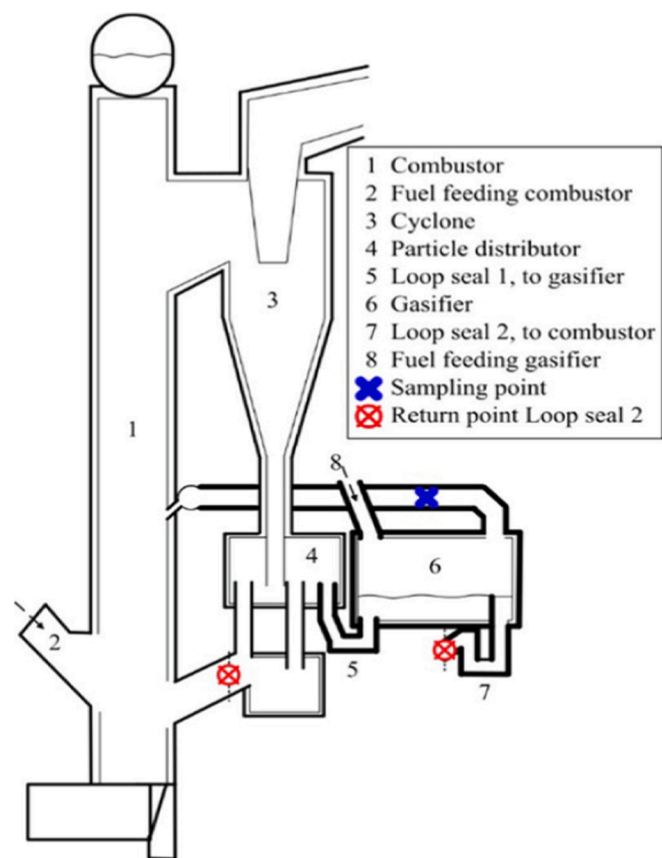 1 Combustor
2 Fuel feeding combustor
3 Cyclone
4 Particle distributor
5 Loop seal 1, to gasifier
6 Gasifier
7 Loop seal 2, to combustor
8 Fuel feeding gasifier
Sampling point
Return point Loop seal 2
3
1
8
4
6
2
5
7